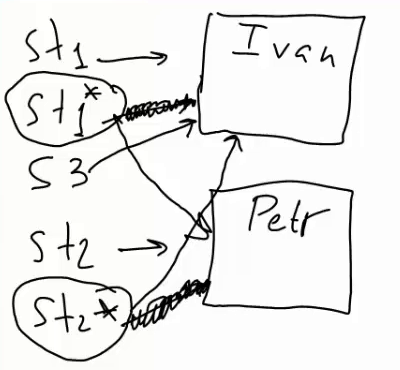 St1
Ivan
St1*
S3
St2
Petr
St2*